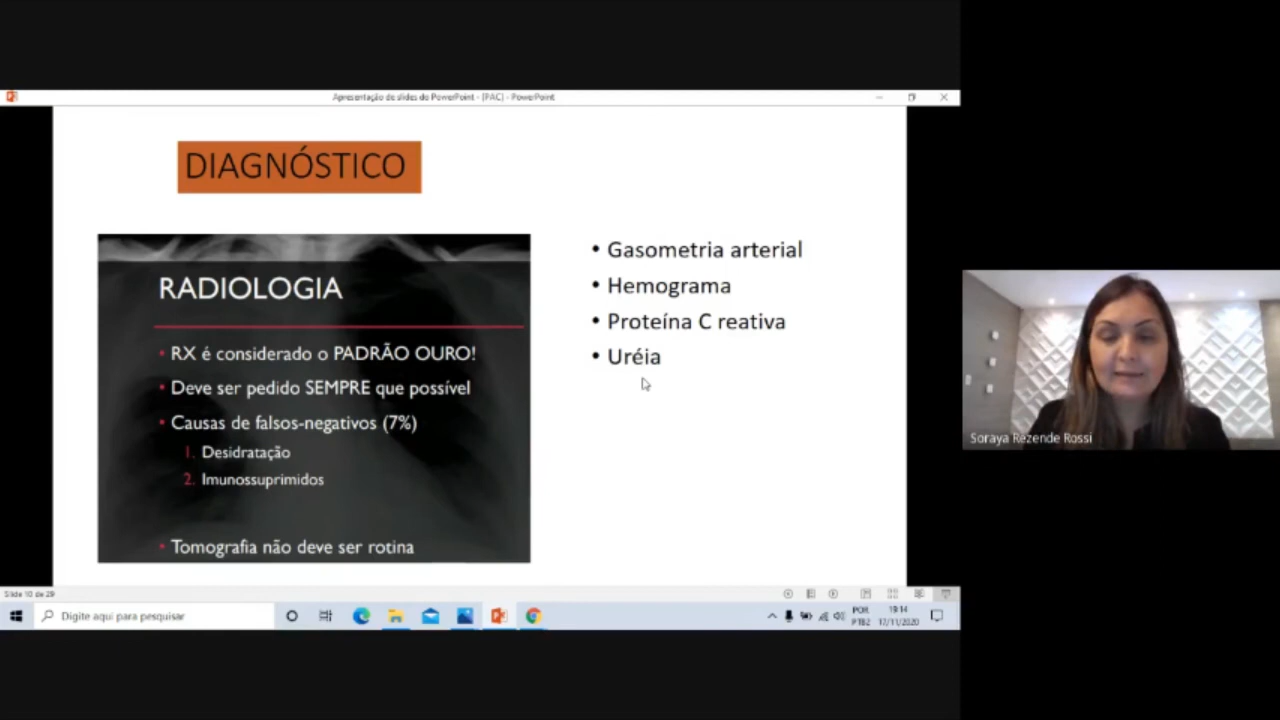 Apresentação de slides do PowerPoint - [PAC] - PowerPoint
DIAGNÓSTICO
RADIOLOGIA
• RX é considerado o PADRÃO OURO!
• Deve ser pedido SEMPRE que possível
• Causas de falsos-negativos (7%)
1. Desidratação
2. Imunossuprimidos
• Tomografia não deve ser rotina
• Gasometria arterial
• Hemograma
• Proteína C reativa
• Uréia
Soraya Rezende Rossi
Slide 10 de 29
Digite aqui para pesquisar
POR
PTB2
19:14
17/11/2020